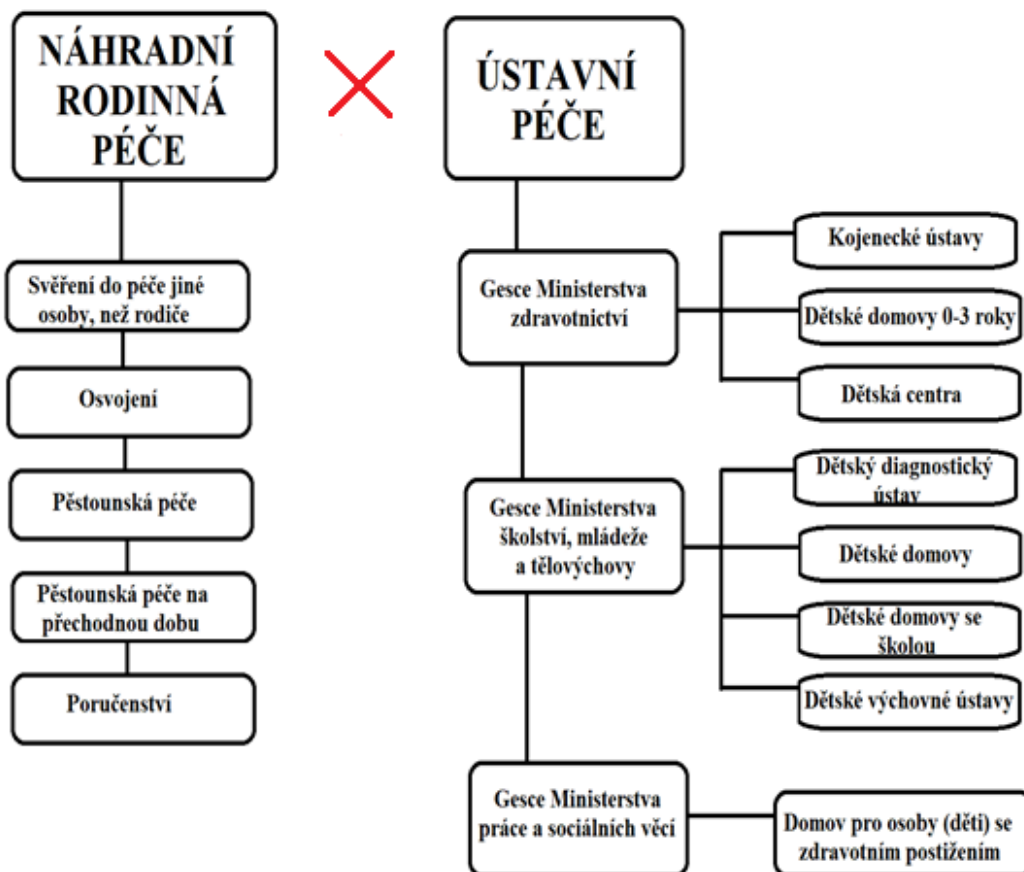 NÁHRADNÍ
RODINNÁ
PÉČE
Svěření do péče jiné
osoby, než rodiče
Osvojení
Pěstounská péče
Pěstounská péče na
přechodnou dobu
Poručenství
ÚSTAVNÍ
PÉČE
Gesce Ministerstva
zdravotnictví
Kojenecké ústavy
Dětské domovy 0-3 roky
Dětská centra
Gesce Ministerstva
školství, mládeže
a tělovýchovy
Dětský diagnostický
ústav
Dětské domovy
Dětské domovy se
školou
Dětské výchovné ústavy
Gesce Ministerstva
práce a sociálních věcí
Domov pro osoby (děti) se
zdravotním postižením